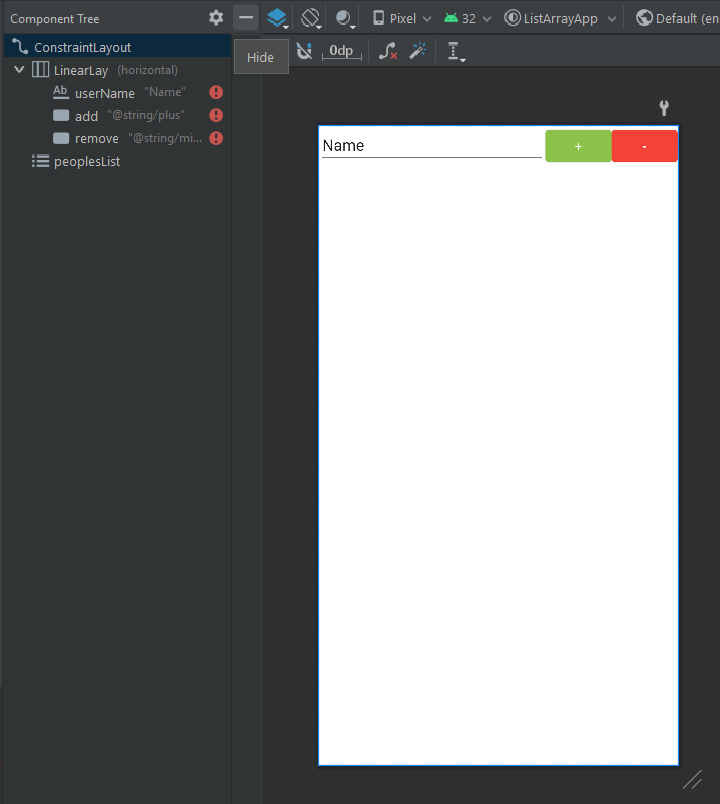 Component Tree
Pixel 32 ListArrayApp Default (en
Hide 0dp
ConstraintLayout
LinearLay (horizontal)
Ab userName "Name"
add "@string/plus"
remove "@string/mi...
peoplesList
Name + -